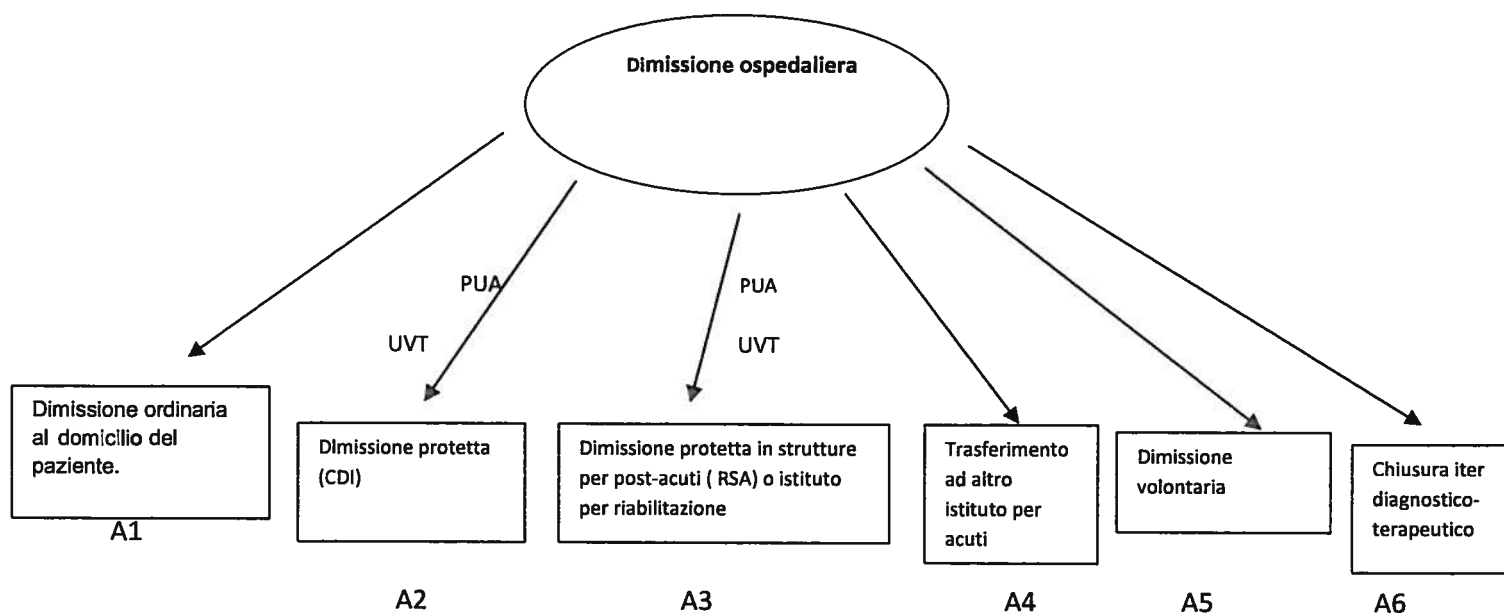 Dimissione ospedaliera
PUA
UVT
PUA
UVT
Dimissione ordinaria
al domicilio del
paziente.
A1
Dimissione protetta
(CDI)
A2
Dimissione protetta in strutture
per post-acuti ( RSA) o istituto
per riabilitazione
A3
Trasferimento
ad altro
istituto per
acuti
A4
Dimissione
volontaria
A5
Chiusura iter
diagnostico-
terapeutico
A6